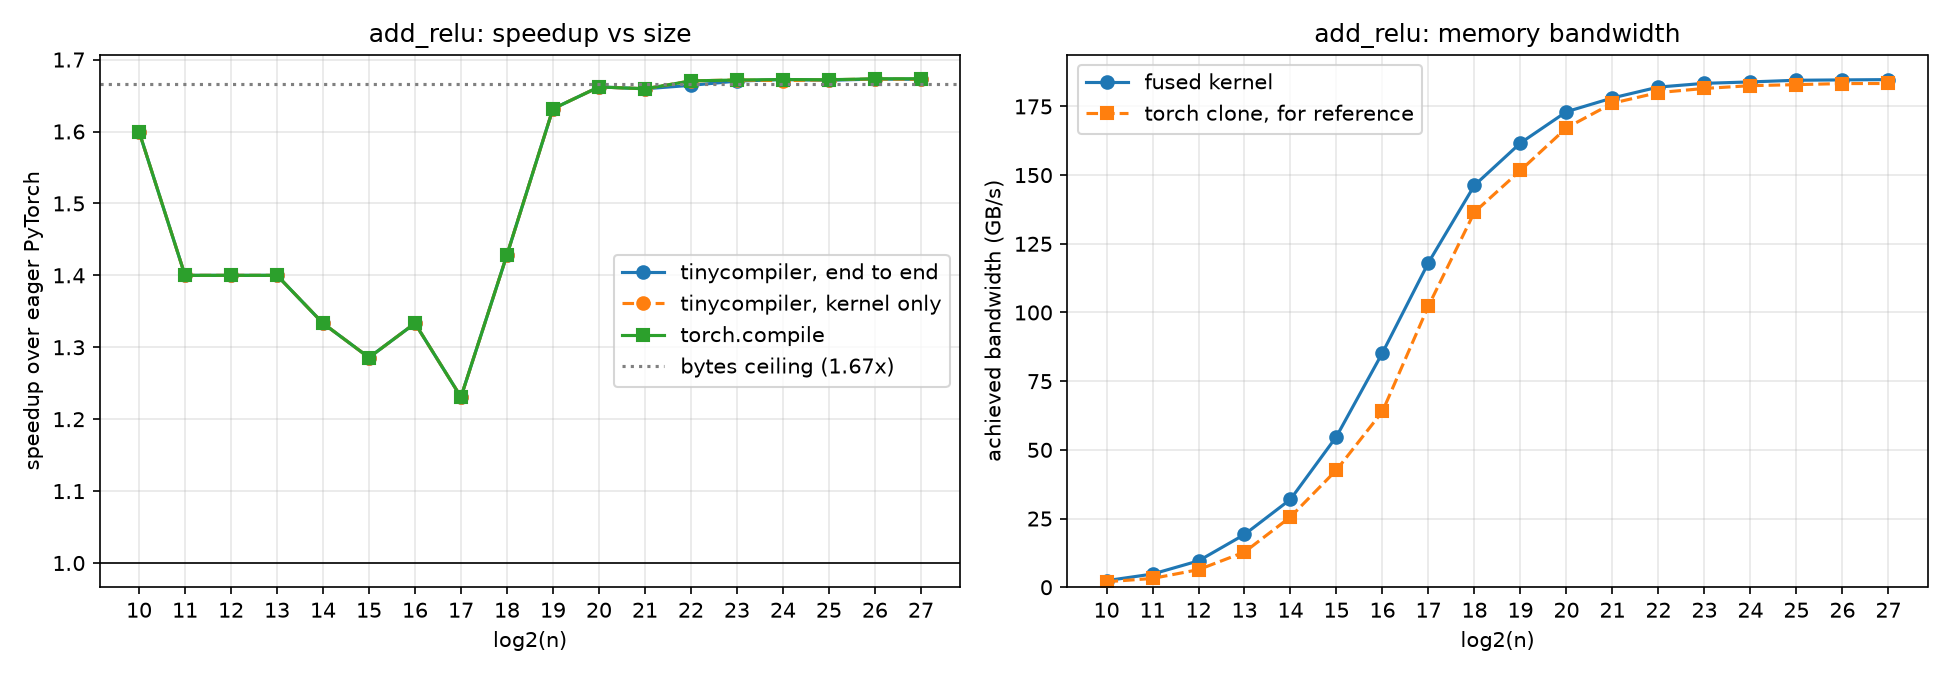 add_relu: speedup vs size
1.7
1.6
1.5
1.4
1.3
1.2
1.1
1.0
speedup over eager PyTorch
tinycompiler, end to end
tinycompiler, kernel only
torch.compile
bytes ceiling (1.67x)
10 11 12 13 14 15 16 17 18 19 20 21 22 23 24 25 26 27
log2(n)
add_relu: memory bandwidth
fused kernel
torch clone, for reference
175
150
125
100
75
50
25
0
achieved bandwidth (GB/s)
10 11 12 13 14 15 16 17 18 19 20 21 22 23 24 25 26 27
log2(n)